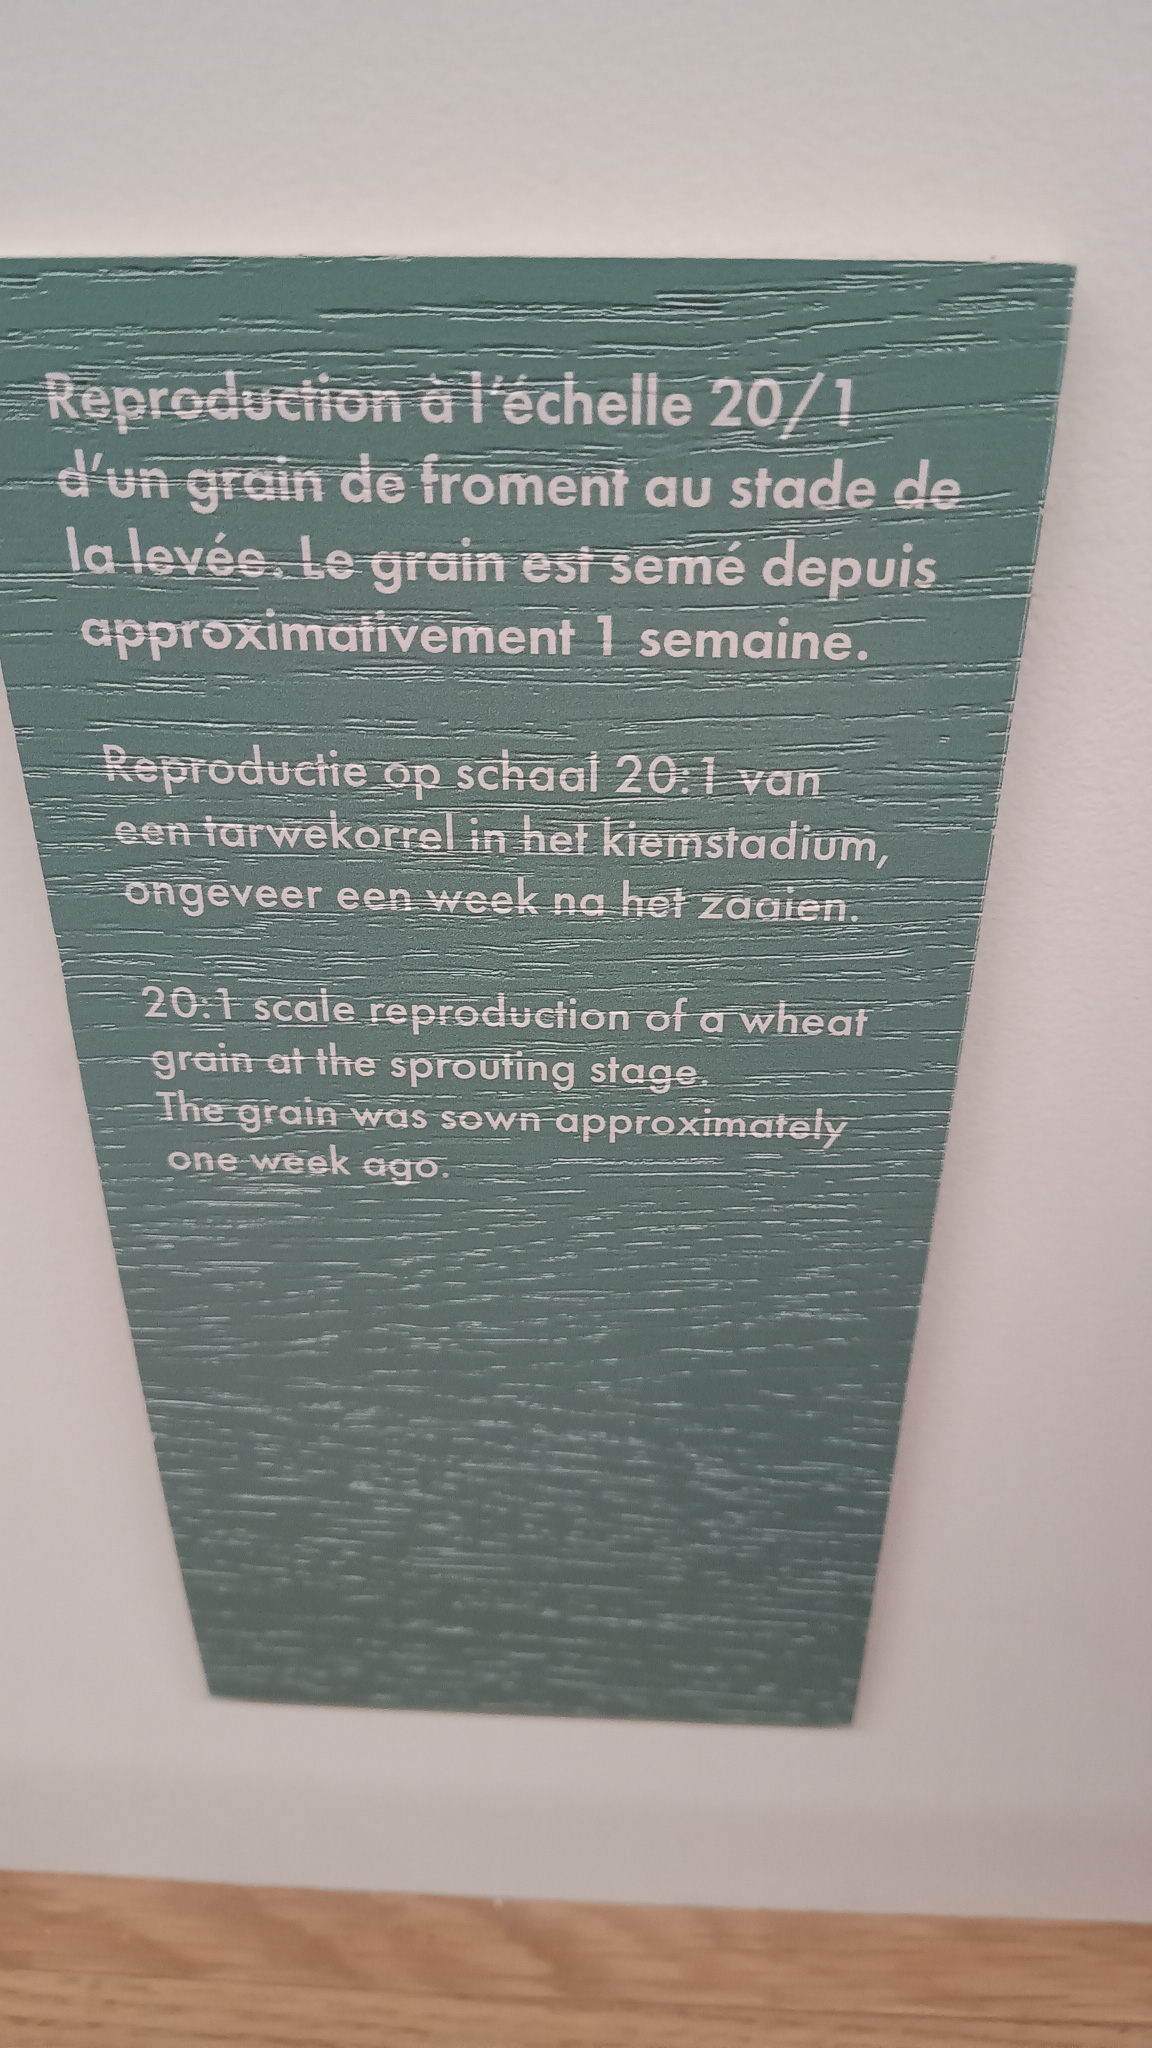 Reproduction à l'échelle 20/1
d'un grain de froment au stade de
la levée. Le grain est semé depuis
approximativement 1 semaine.
Reproductie op schaal 20:1 van
een tarwekorrel in het kiemstadium,
ongeveer een week na het zaaien.
20:1 scale reproduction of a wheat
grain at the sprouting stage.
The grain was sown approximately
one week ago.